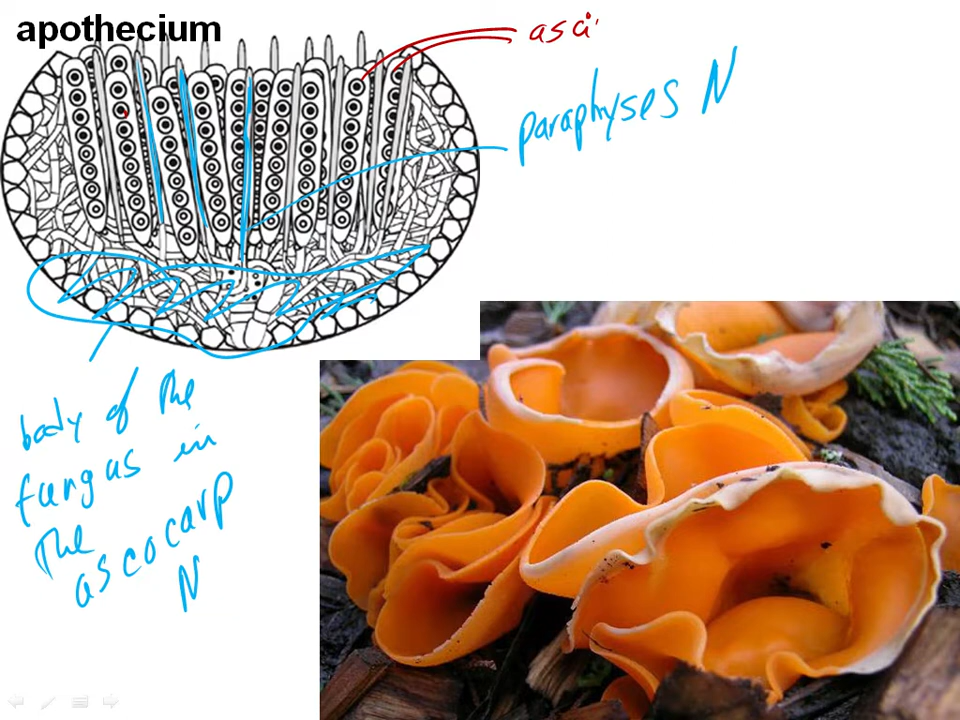 apothecium
asci
paraphyses N
body of the
fungus in
the
ascocarp
N